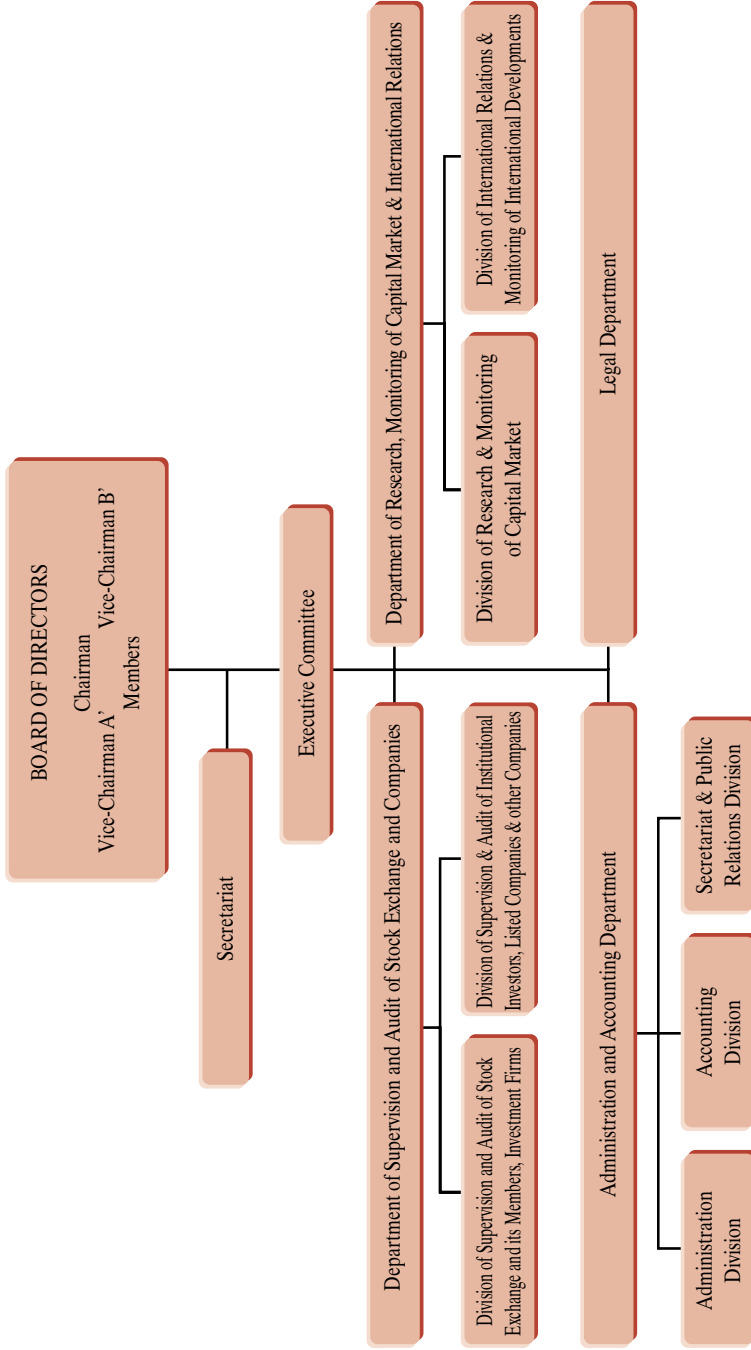 BOARD OF DIRECTORS
Chairman
Vice-Chairman A' Vice-Chairman B'
Members
Secretariat
Executive Committee
Department of Supervision and Audit of Stock Exchange and Companies
Department of Research, Monitoring of Capital Market & International Relations
Division of Supervision and Audit of Stock
Exchange and its Members, Investment Firms
Division of Supervision & Audit of Institutional
Investors, Listed Companies & other Companies
Division of Research & Monitoring
of Capital Market
Division of International Relations &
Monitoring of International Developments
Administration and Accounting Department
Legal Department
Administration
Division
Accounting
Division
Secretariat & Public
Relations Division